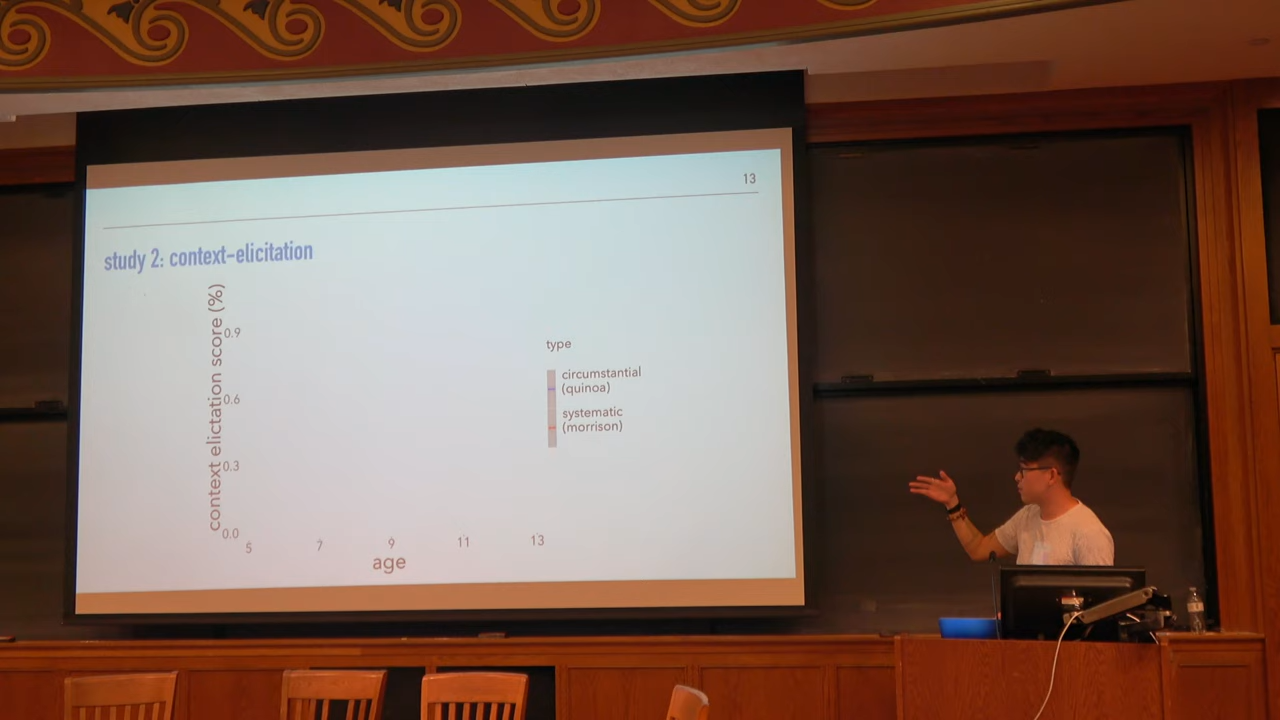 13
study 2: context-elicitation
context elictation score (%)
0.9
0.6
0.3
0.0
5 7 9 11 13
age
type
circumstantial
(quinoa)
systematic
(morrison)